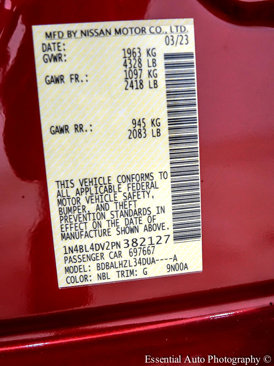 MFD BY NISSAN MOTOR CO., LTD.
DATE: 03/23
GVWR: 1963 KG
4328 LB
GAWR FR.: 1097 KG
2418 LB
GAWR RR.: 945 KG
2083 LB
THIS VEHICLE CONFORMS TO
ALL APPLICABLE FEDERAL
MOTOR VEHICLE SAFETY,
BUMPER, AND THEFT
PREVENTION STANDARDS
IN EFFECT ON THE DATE OF
MANUFACTURE SHOWN ABOVE.
1N4BL4DV2PN382127
PASSENGER CAR 697667
MODEL: BDBALHZL34DUA----A
COLOR: NBL TRIM: G 9N00A
Essential Auto Photography ©